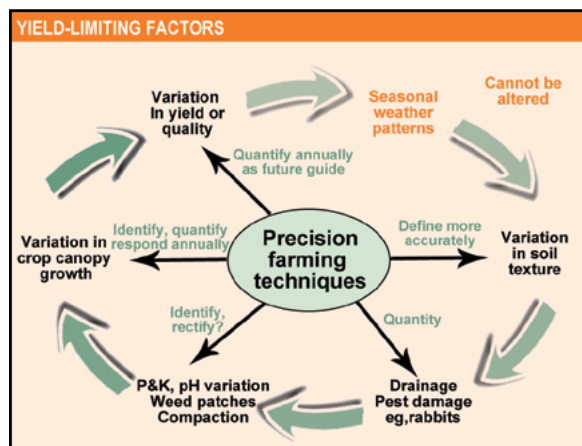 YIELD-LIMITING FACTORS
Variation
In yield or
quality
Seasonal
weather
patterns
Cannot be
altered
Quantify annually
as future guide
Identify, quantify
respond annually
Variation in
crop canopy
growth
Precision
farming
techniques
Define more
accurately
Variation
in soil
texture
Identify,
rectify?
Quantity
P&K, pH variation
Weed patches
Compaction
Drainage
Pest damage
eg,rabbits